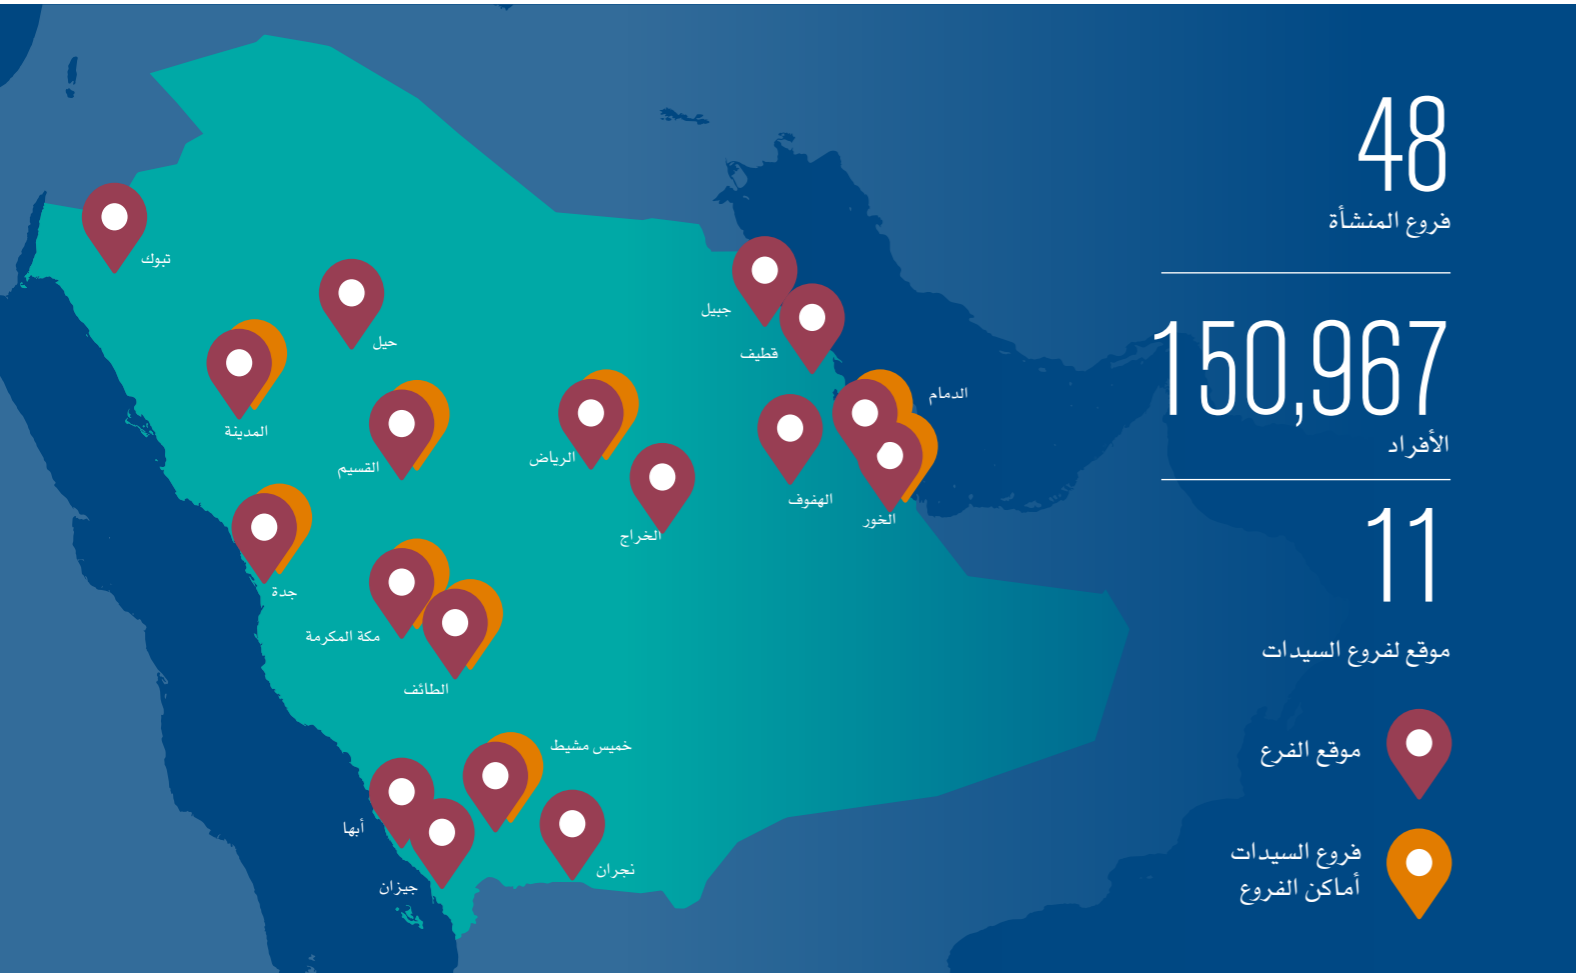 48
فروع المنشأة
150,967
الأفراد
11
موقع لفروع السيدات
موقع الفرع
فروع السيدات
أماكن الفروع
تبوك
حيل
جبيل
قطيف
الدمام
المدينة
القسيم
الرياض
الهفوف
الخور
الخراج
جدة
مكة المكرمة
الطائف
خميس مشيط
أبها
نجران
جيزان